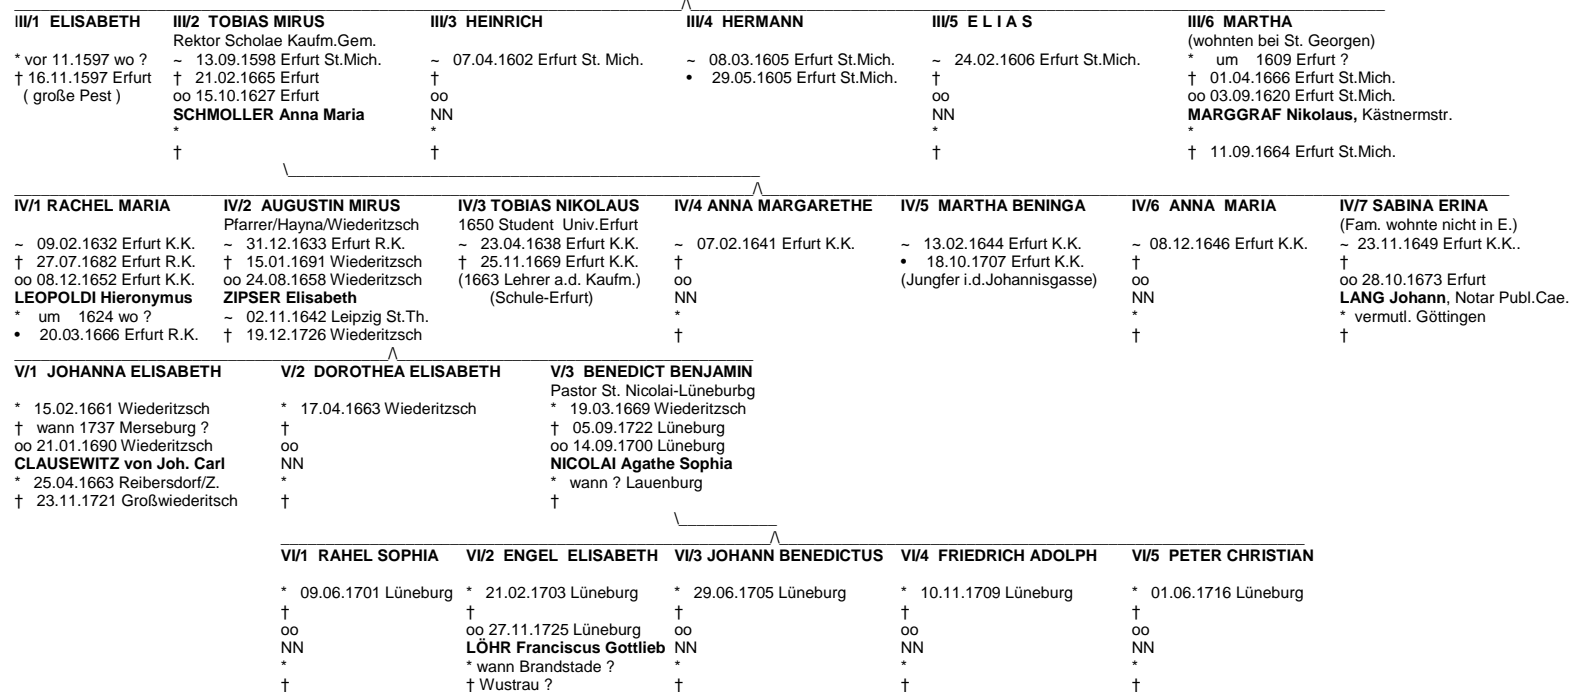 III/1 ELISABETH
* vor 11.1597 wo ?
† 16.11.1597 Erfurt
( große Pest )
III/2 TOBIAS MIRUS
Rektor Scholae Kaufm.Gem.
~ 13.09.1598 Erfurt St.Mich.
† 21.02.1665 Erfurt
oo 15.10.1627 Erfurt
SCHMOLLER Anna Maria
*
†
III/3 HEINRICH
~ 07.04.1602 Erfurt St. Mich.
†
oo
NN
*
†
III/4 HERMANN
~ 08.03.1605 Erfurt St.Mich.
• 29.05.1605 Erfurt St.Mich.
III/5 E L I A S
~ 24.02.1606 Erfurt St.Mich.
†
oo
NN
*
†
III/6 MARTHA
(wohnten bei St. Georgen)
* um 1609 Erfurt ?
† 01.04.1666 Erfurt St.Mich.
oo 03.09.1620 Erfurt St.Mich.
MARGGRAF Nikolaus, Kästnermstr.
*
† 11.09.1664 Erfurt St.Mich.
IV/1 RACHEL MARIA
~ 09.02.1632 Erfurt K.K.
† 27.07.1682 Erfurt R.K.
oo 08.12.1652 Erfurt K.K.
LEOPOLDI Hieronymus
* um 1624 wo ?
• 20.03.1666 Erfurt R.K.
IV/2 AUGUSTIN MIRUS
Pfarrer/Hayna/Wiederitzsch
~ 31.12.1633 Erfurt R.K.
† 15.01.1691 Wiederitzsch
oo 24.08.1658 Wiederitzsch
ZIPSER Elisabeth
~ 02.11.1642 Leipzig St.Th.
† 19.12.1726 Wiederitzsch
IV/3 TOBIAS NIKOLAUS
1650 Student Univ.Erfurt
~ 23.04.1638 Erfurt K.K.
† 25.11.1669 Erfurt K.K.
(1663 Lehrer a.d. Kaufm.)
(Schule-Erfurt)
IV/4 ANNA MARGARETHE
~ 07.02.1641 Erfurt K.K.
†
oo
NN
*
†
IV/5 MARTHA BENINGA
~ 13.02.1644 Erfurt K.K.
• 18.10.1707 Erfurt K.K.
(Jungfer i.d.Johannisgasse)
IV/6 ANNA MARIA
~ 08.12.1646 Erfurt K.K.
†
oo
NN
*
†
IV/7 SABINA ERINA
(Fam. wohnte nicht in E.)
~ 23.11.1649 Erfurt K.K..
†
oo 28.10.1673 Erfurt
LANG Johann, Notar Publ.Cae.
* vermutl. Göttingen
†
V/1 JOHANNA ELISABETH
* 15.02.1661 Wiederitzsch
† wann 1737 Merseburg ?
oo 21.01.1690 Wiederitzsch
CLAUSEWITZ von Joh. Carl
* 25.04.1663 Reibersdorf/Z.
† 23.11.1721 Großwiederitsch
V/2 DOROTHEA ELISABETH
* 17.04.1663 Wiederitzsch
†
oo
NN
*
†
V/3 BENEDICT BENJAMIN
Pastor St. Nicolai-Lüneburbg
* 19.03.1669 Wiederitzsch
† 05.09.1722 Lüneburg
oo 14.09.1700 Lüneburg
NICOLAI Agathe Sophia
* wann ? Lauenburg
†
VI/1 RAHEL SOPHIA
* 09.06.1701 Lüneburg
†
oo
NN
*
†
VI/2 ENGEL ELISABETH
* 21.02.1703 Lüneburg
†
oo 27.11.1725 Lüneburg
LÖHR Franciscus Gottlieb
* wann Brandstade ?
† Wustrau ?
VI/3 JOHANN BENEDICTUS
* 29.06.1705 Lüneburg
†
oo
NN
*
†
VI/4 FRIEDRICH ADOLPH
* 10.11.1709 Lüneburg
†
oo
NN
*
†
VI/5 PETER CHRISTIAN
* 01.06.1716 Lüneburg
†
oo
NN
*
†